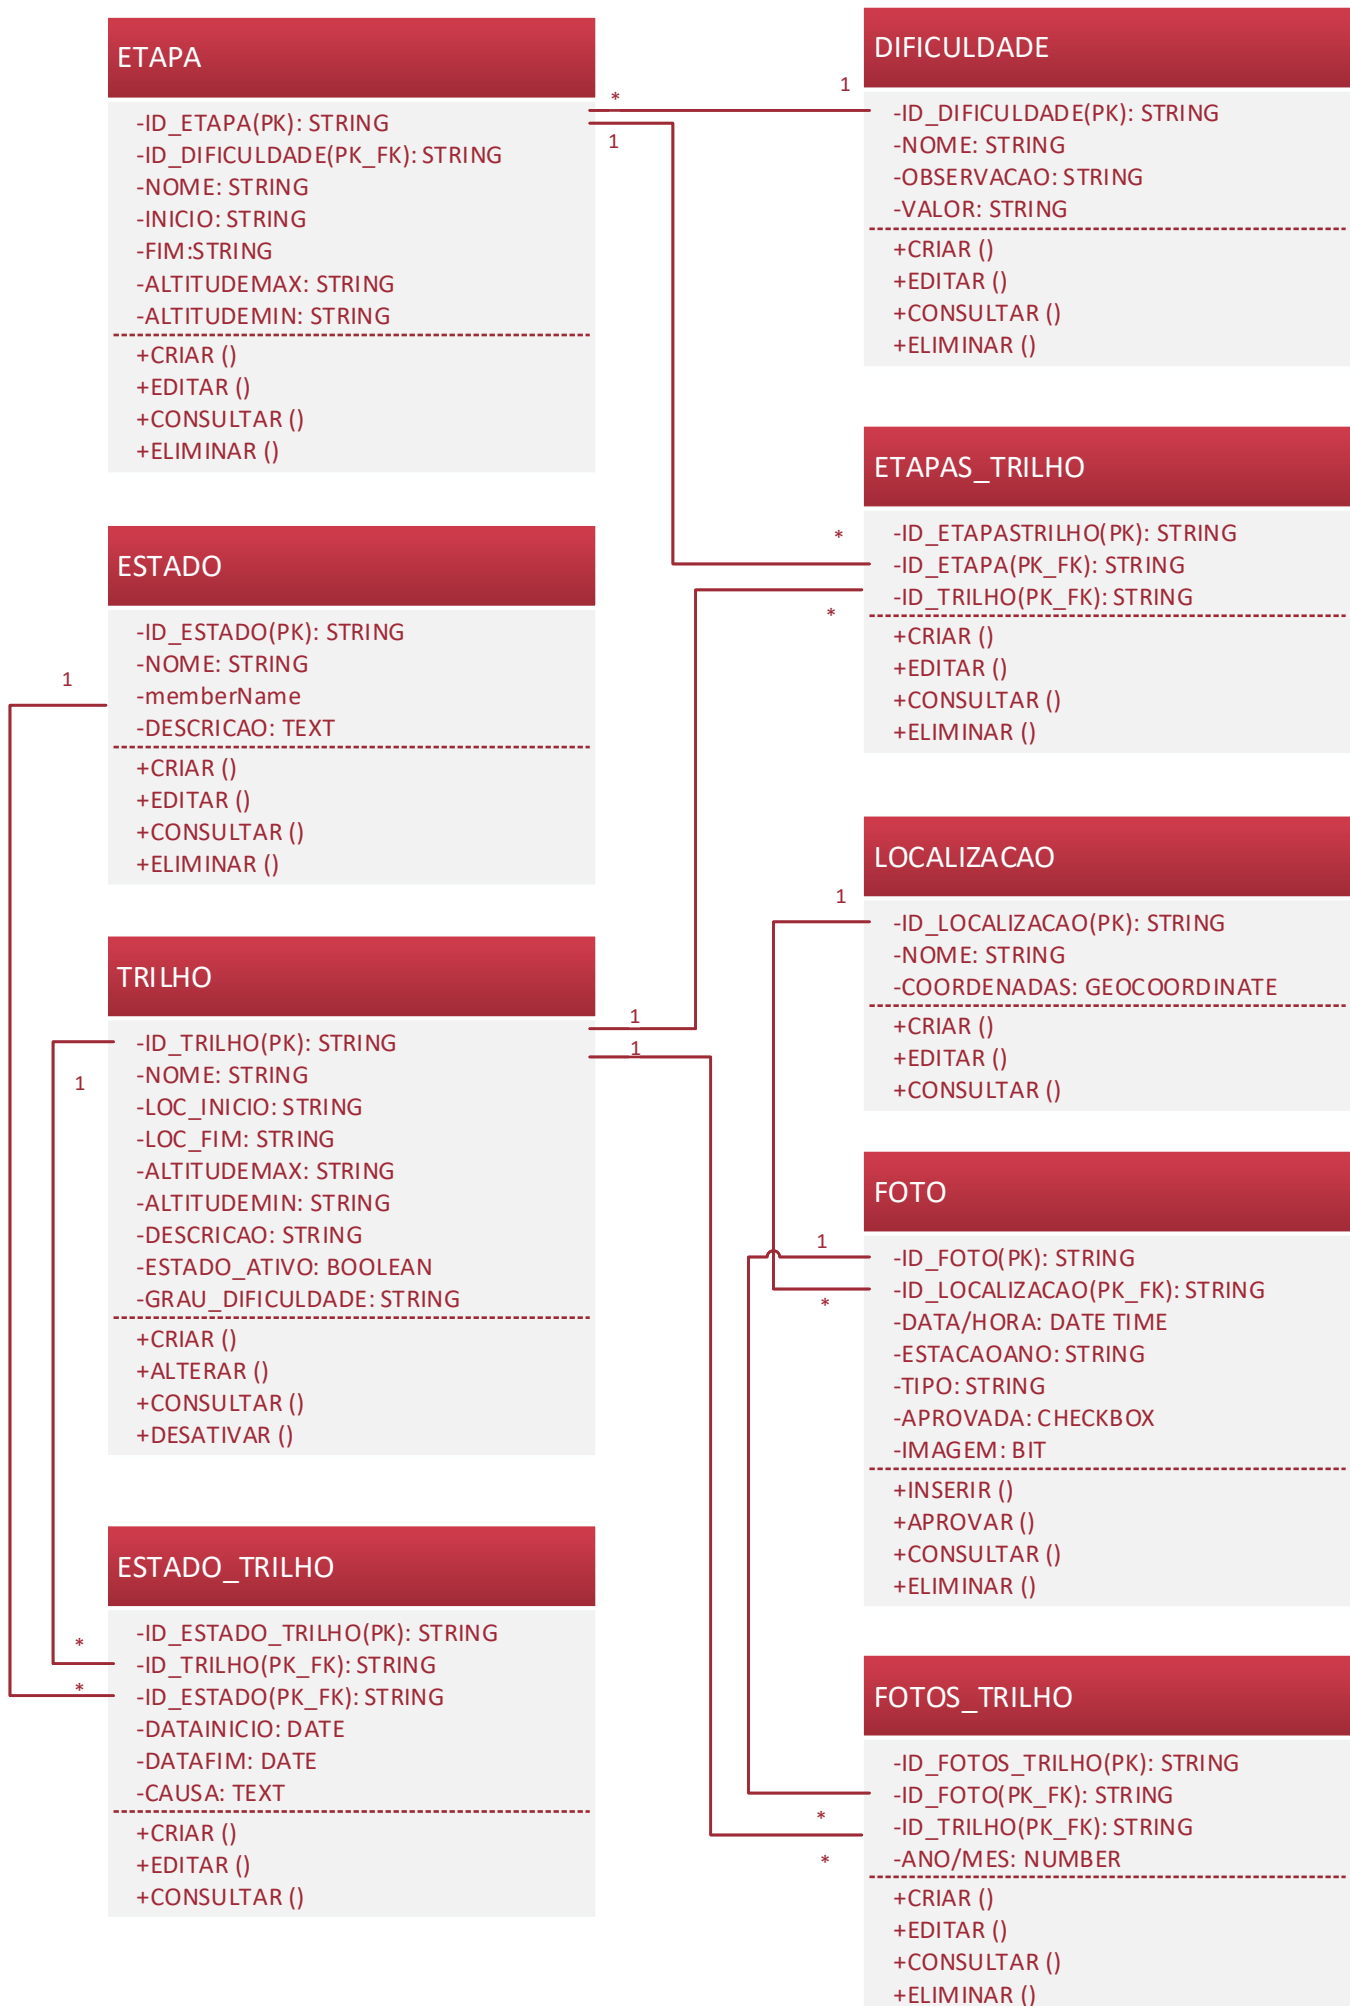 ETAPA
-ID_ETAPA(PK): STRING
-ID_DIFICULDADE(PK_FK): STRING
-NOME: STRING
-INICIO: STRING
-FIM:STRING
-ALTITUDEMAX: STRING
-ALTITUDEMIN: STRING
+CRIAR ()
+EDITAR ()
+CONSULTAR ()
+ELIMINAR ()
*
1
1
DIFICULDADE
-ID_DIFICULDADE(PK): STRING
-NOME: STRING
-OBSERVACAO: STRING
-VALOR: STRING
+CRIAR ()
+EDITAR ()
+CONSULTAR ()
+ELIMINAR ()
ETAPAS_TRILHO
*
-ID_ETAPASTRILHO(PK): STRING
-ID_ETAPA(PK_FK): STRING
-ID_TRILHO(PK_FK): STRING
*
+CRIAR ()
+EDITAR ()
+CONSULTAR ()
+ELIMINAR ()
ESTADO
1
-ID_ESTADO(PK): STRING
-NOME: STRING
-memberName
-DESCRICAO: TEXT
+CRIAR ()
+EDITAR ()
+CONSULTAR ()
+ELIMINAR ()
LOCALIZACAO
1
-ID_LOCALIZACAO(PK): STRING
-NOME: STRING
-COORDENADAS: GEOCOORDINATE
+CRIAR ()
+EDITAR ()
+CONSULTAR ()
TRILHO
1
1
1
-ID_TRILHO(PK): STRING
-NOME: STRING
-LOC_INICIO: STRING
-LOC_FIM: STRING
-ALTITUDEMAX: STRING
-ALTITUDEMIN: STRING
-DESCRICAO: STRING
-ESTADO_ATIVO: BOOLEAN
-GRAU_DIFICULDADE: STRING
+CRIAR ()
+ALTERAR ()
+CONSULTAR ()
+DESATIVAR ()
FOTO
1
-ID_FOTO(PK): STRING
-ID_LOCALIZACAO(PK_FK): STRING
*
-DATA/HORA: DATE TIME
-ESTACAOANO: STRING
-TIPO: STRING
-APROVADA: CHECKBOX
-IMAGEM: BIT
+INSERIR ()
+APROVAR ()
+CONSULTAR ()
+ELIMINAR ()
ESTADO_TRILHO
-ID_ESTADO_TRILHO(PK): STRING
*
-ID_TRILHO(PK_FK): STRING
*
-ID_ESTADO(PK_FK): STRING
-DATAINICIO: DATE
-DATAFIM: DATE
-CAUSA: TEXT
+CRIAR ()
+EDITAR ()
+CONSULTAR ()
FOTOS_TRILHO
-ID_FOTOS_TRILHO(PK): STRING
-ID_FOTO(PK_FK): STRING
*
-ID_TRILHO(PK_FK): STRING
*
-ANO/MES: NUMBER
+CRIAR ()
+EDITAR ()
+CONSULTAR ()
+ELIMINAR ()